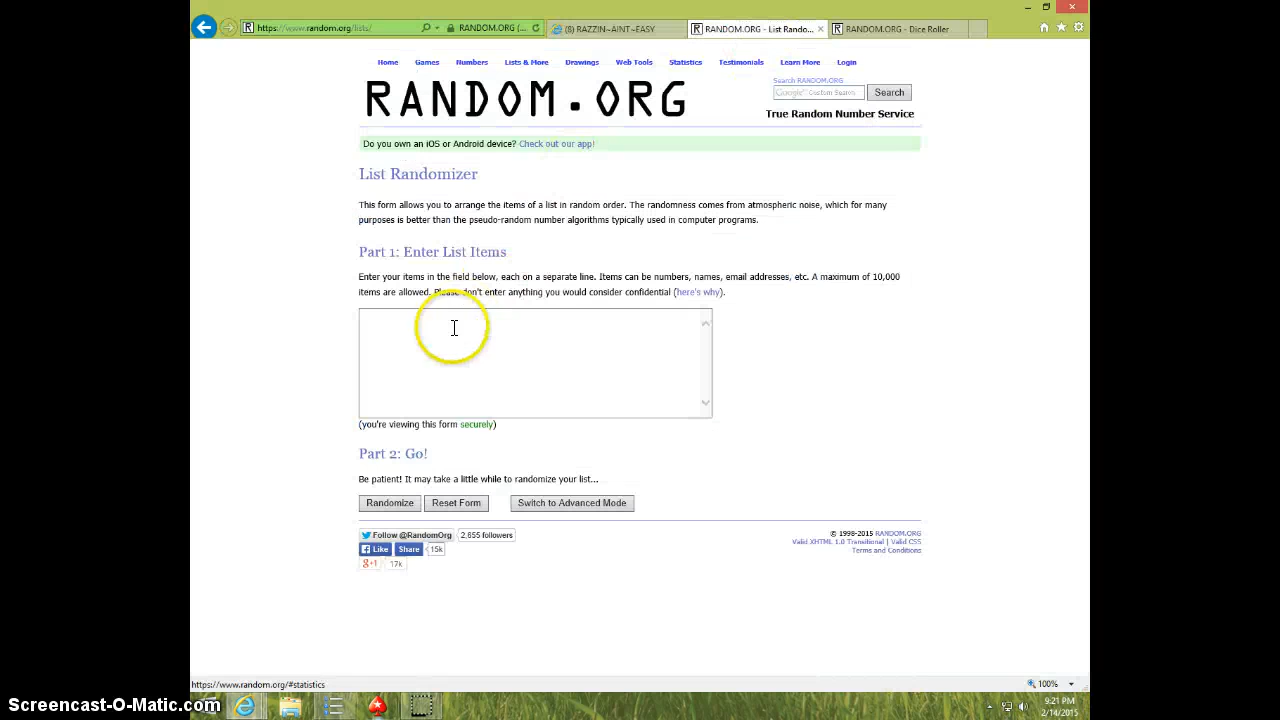 https://www.random.org/lists/
RANDOM.ORG (...
(8) RAZZIN~AINT~EASY
RANDOM.ORG - List Rando...
RANDOM.ORG - Dice Roller
Home Games Numbers Lists & More Drawings Web Tools Statistics Testimonials Learn More Login
RANDOM.ORG
Search RANDOM.ORG
Google Custom Search
Search
True Random Number Service
Do you own an iOS or Android device? Check out our app!
List Randomizer
This form allows you to arrange the items of a list in random order. The randomness comes from atmospheric noise, which for many
purposes is better than the pseudo-random number algorithms typically used in computer programs.
Part 1: Enter List Items
Enter your items in the field below, each on a separate line. Items can be numbers, names, email addresses, etc. A maximum of 10,000
items are allowed. Please don't enter anything you would consider confidential (here's why).
(you're viewing this form securely)
Part 2: Go!
Be patient! It may take a little while to randomize your list...
Randomize Reset Form Switch to Advanced Mode
Follow @RandomOrg 2,655 followers
Like Share 15k
g+1 17k
© 1998-2015 RANDOM.ORG
Valid XHTML 1.0 Transitional | Valid CSS
Terms and Conditions
https://www.random.org/#statistics
100%
9:21 PM
2/14/2015
Screencast-O-Matic.com